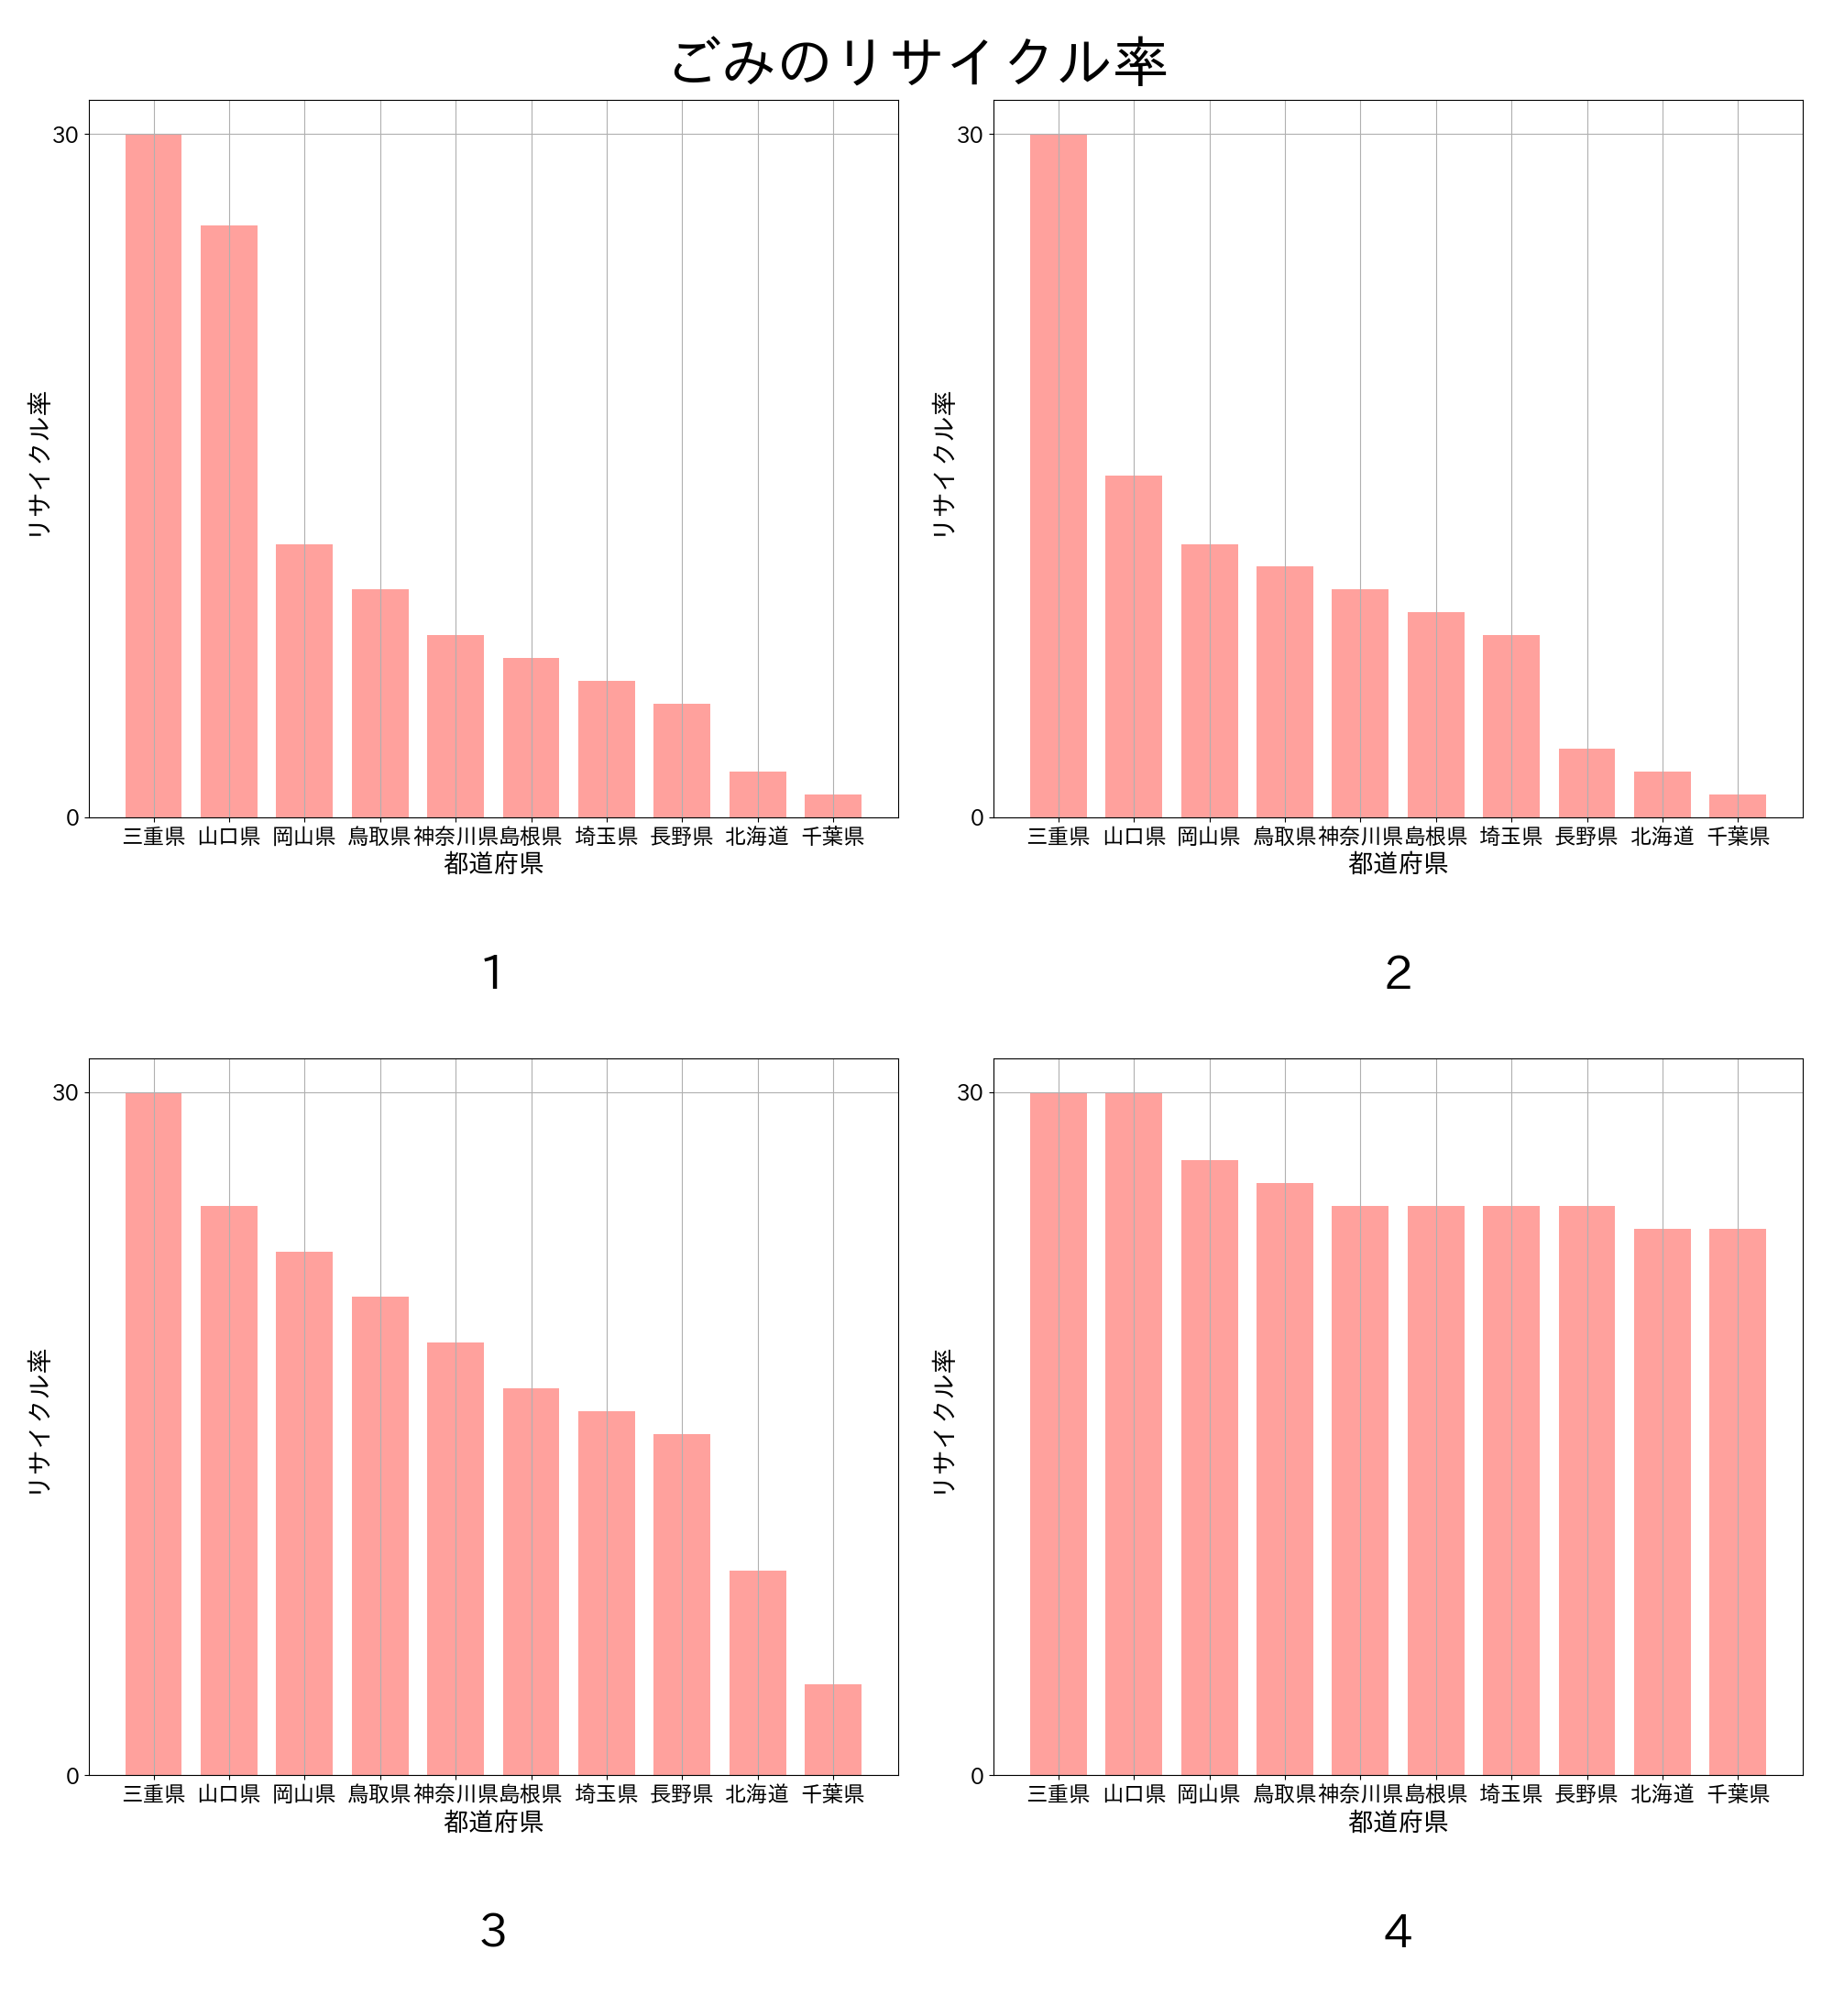 ごみのリサイクル率
30
0
リサイクル率
三重県 山口県 岡山県 鳥取県 神奈川県 島根県 埼玉県 長野県 北海道 千葉県
都道府県
1
30
0
リサイクル率
三重県 山口県 岡山県 鳥取県 神奈川県 島根県 埼玉県 長野県 北海道 千葉県
都道府県
2
30
0
リサイクル率
三重県 山口県 岡山県 鳥取県 神奈川県 島根県 埼玉県 長野県 北海道 千葉県
都道府県
3
30
0
リサイクル率
三重県 山口県 岡山県 鳥取県 神奈川県 島根県 埼玉県 長野県 北海道 千葉県
都道府県
4